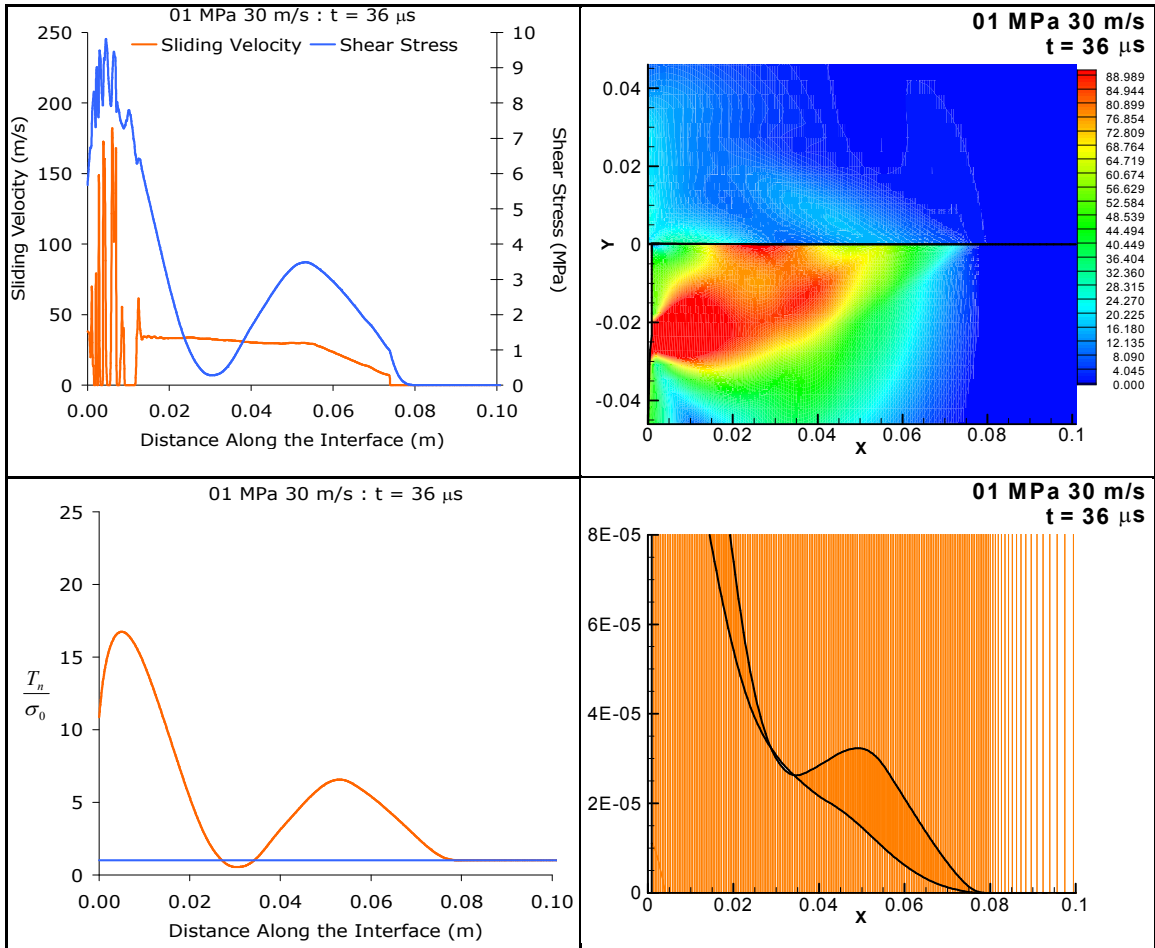 01 MPa 30 m/s : t = 36 μs
Sliding Velocity
Shear Stress
250
200
150
100
50
0
10
9
8
7
6
5
4
3
2
1
0
Sliding Velocity (m/s)
Shear Stress (MPa)
0.00 0.02 0.04 0.06 0.08 0.10
Distance Along the Interface (m)
01 MPa 30 m/s
t = 36 μs
88.989
84.944
80.899
76.854
72.809
68.764
64.719
60.674
56.629
52.584
48.539
44.494
40.449
36.404
32.360
28.315
24.270
20.225
16.180
12.135
8.090
4.045
0.000
0.04
0.02
0
-0.02
-0.04
Y
0 0.02 0.04 0.06 0.08 0.1
X
01 MPa 30 m/s : t = 36 μs
25
20
15
10
5
0
Tn
σ0
0.00 0.02 0.04 0.06 0.08 0.10
Distance Along the Interface (m)
01 MPa 30 m/s
t = 36 μs
8E-05
6E-05
4E-05
2E-05
0
0 0.02 0.04 0.06 0.08 0.1
X